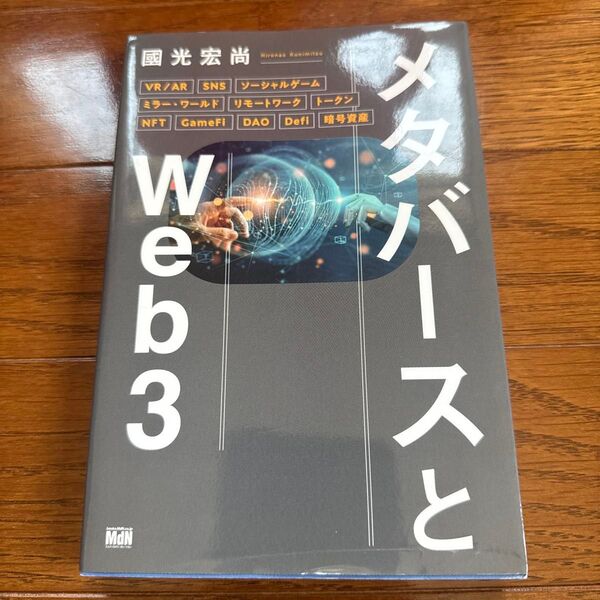 國光宏尚 Hironao Kunimitsu
VR/AR SNS ソーシャルゲーム
ミラー・ワールド リモートワーク トークン
NFT GameFi DAO DeFi 暗号資産
メタバースと
Web3
MdN